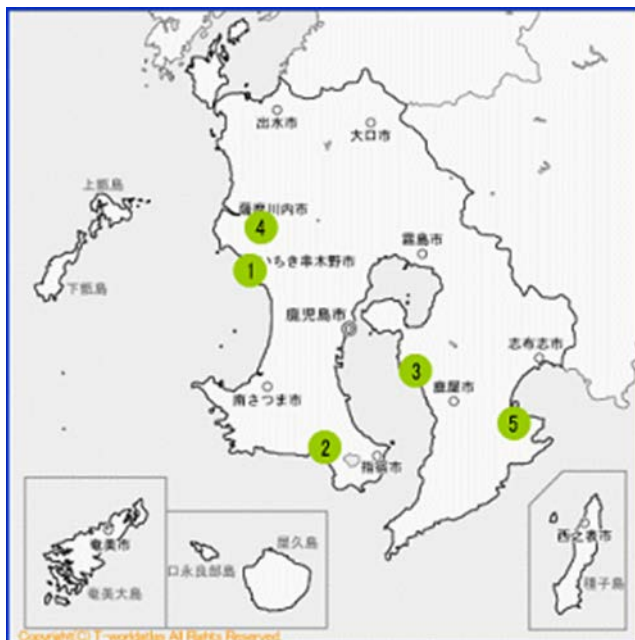 出水市
大口市
上甑島
薩摩川内市
4
霧島市
1
いちき串木野市
下甑島
鹿児島市
志布志市
3
南さつま市
鹿屋市
5
2
指宿市
屋久島
奄美市
西之表市
口永良部島
奄美大島
種子島
Copyright(C) T-worldatlas All Rights Reserved.